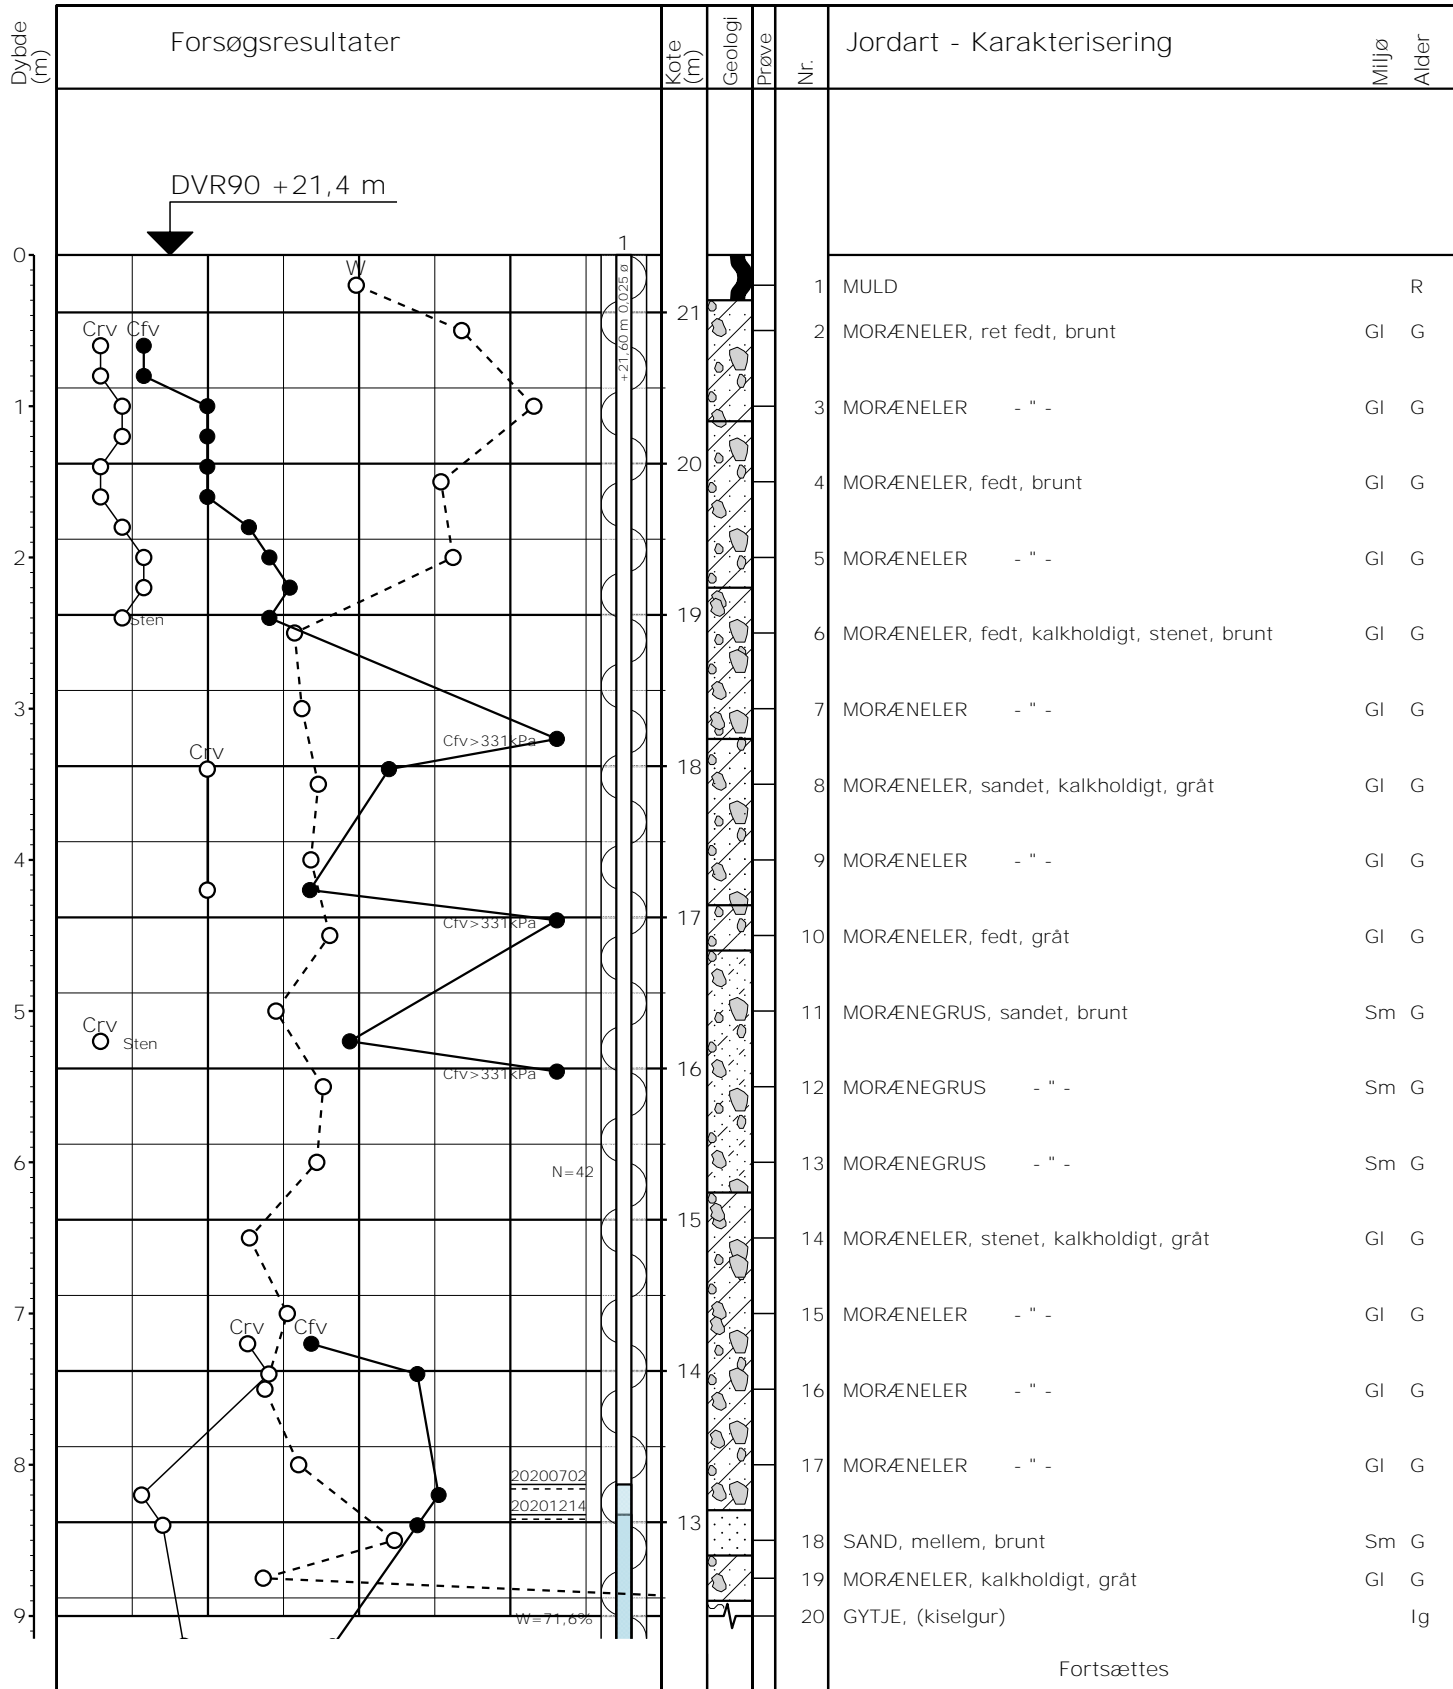 Dybde (m)
Forsøgsresultater
Kote (m)
Geologi
Prøve
Nr.
Jordart - Karakterisering
Miljø
Alder
DVR90 +21,4 m
1
+21,60 m 0,025 ø
0
W
1 MULD R
21
Crv Cfv
2 MORÆNELER, ret fedt, brunt Gl G
1
3 MORÆNELER - " - Gl G
20
4 MORÆNELER, fedt, brunt Gl G
2
5 MORÆNELER - " - Gl G
19
Sten
6 MORÆNELER, fedt, kalkholdigt, stenet, brunt Gl G
3
7 MORÆNELER - " - Gl G
Cfv>331kPa
Crv
18
8 MORÆNELER, sandet, kalkholdigt, gråt Gl G
4
9 MORÆNELER - " - Gl G
17
Cfv>331kPa
10 MORÆNELER, fedt, gråt Gl G
5
11 MORÆNEGRUS, sandet, brunt Sm G
Crv
Sten
16
Cfv>331kPa
12 MORÆNEGRUS - " - Sm G
6
13 MORÆNEGRUS - " - Sm G
N=42
15
14 MORÆNELER, stenet, kalkholdigt, gråt Gl G
7
15 MORÆNELER - " - Gl G
Crv Cfv
14
16 MORÆNELER - " - Gl G
8
17 MORÆNELER - " - Gl G
20200702
20201214
13
18 SAND, mellem, brunt Sm G
19 MORÆNELER, kalkholdigt, gråt Gl G
9
W=71,6%
20 GYTJE, (kiselgur) Ig
Fortsættes